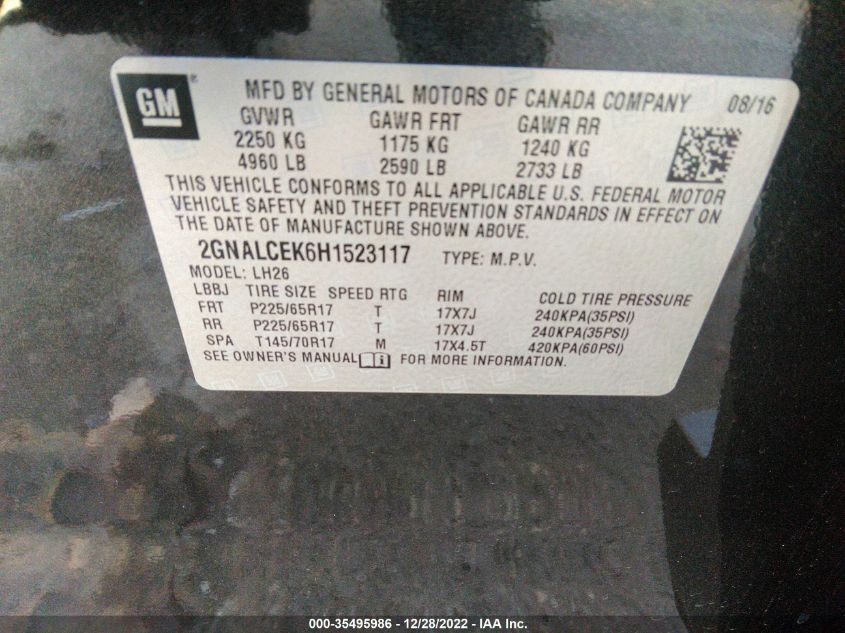 GM ® MFD BY GENERAL MOTORS OF CANADA COMPANY 08/16
GVWR GAWR FRT GAWR RR
2250 KG 1175 KG 1240 KG
4960 LB 2590 LB 2733 LB
THIS VEHICLE CONFORMS TO ALL APPLICABLE U.S. FEDERAL MOTOR
VEHICLE SAFETY AND THEFT PREVENTION STANDARDS IN EFFECT ON
THE DATE OF MANUFACTURE SHOWN ABOVE.
2GNALCEK6H1523117 TYPE: M.P.V.
MODEL: LH26
LBBJ TIRE SIZE SPEED RTG RIM COLD TIRE PRESSURE
FRT P225/65R17 T 17X7J 240KPA(35PSI)
RR P225/65R17 T 17X7J 240KPA(35PSI)
SPA T145/70R17 M 17X4.5T 420KPA(60PSI)
SEE OWNER'S MANUAL FOR MORE INFORMATION
000-35495986 - 12/28/2022 - IAA Inc.